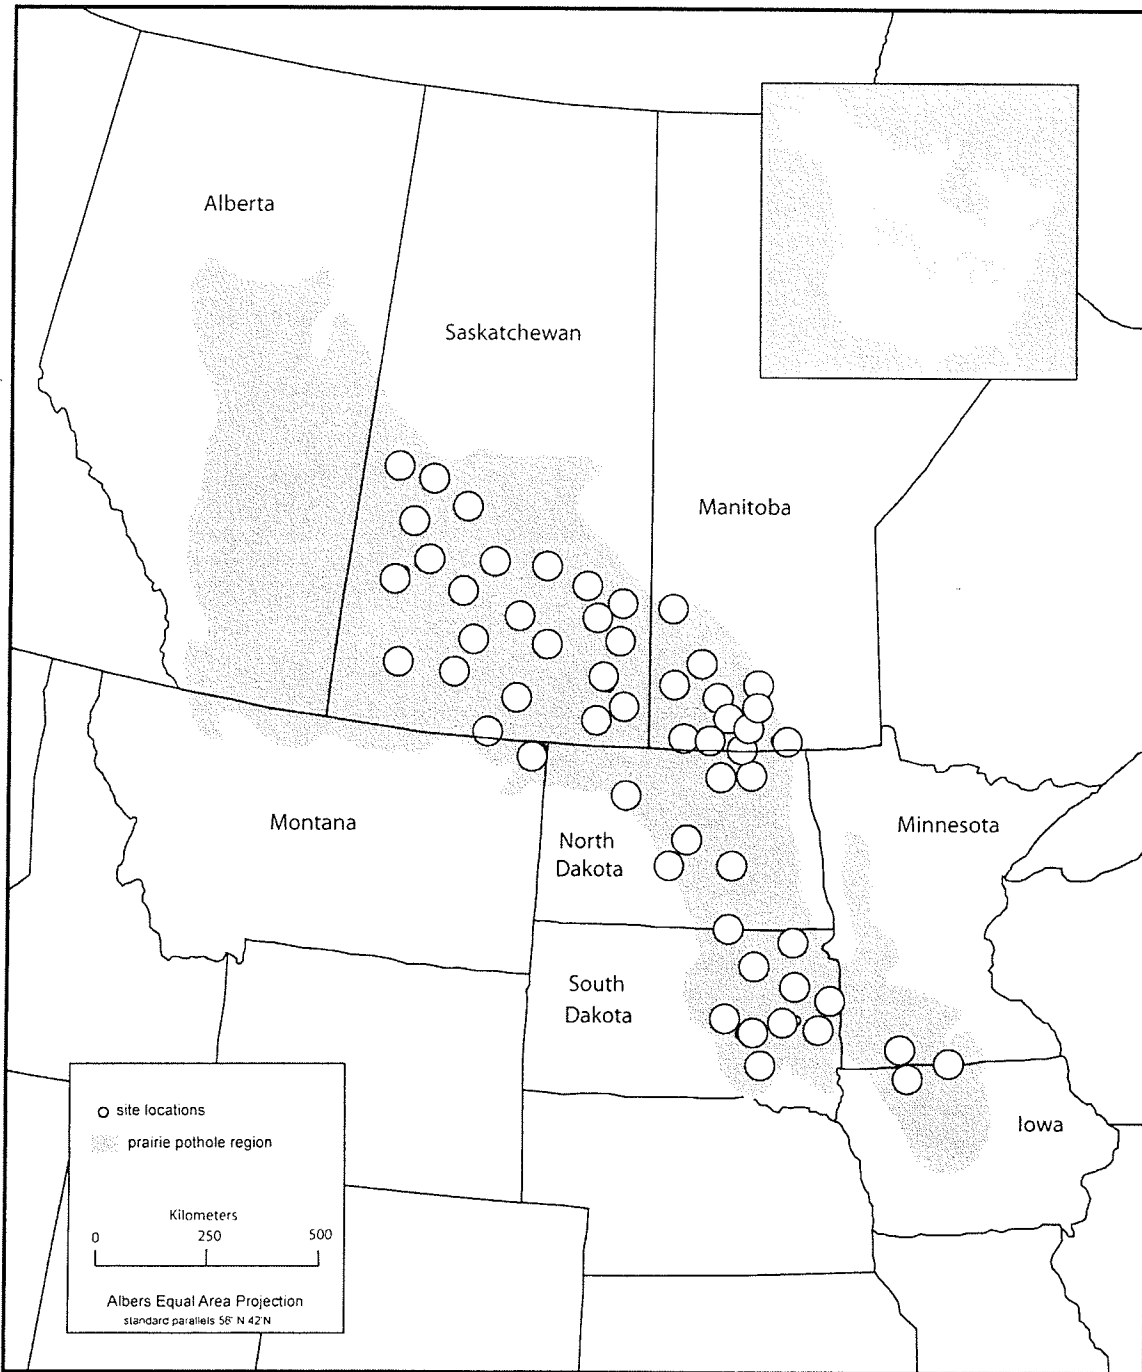 Alberta
Saskatchewan
Manitoba
Montana
North
Dakota
Minnesota
South
Dakota
Iowa
site locations
prairie pothole region
Kilometers
0 250 500
Albers Equal Area Projection
standard parallels 58° N 42°N